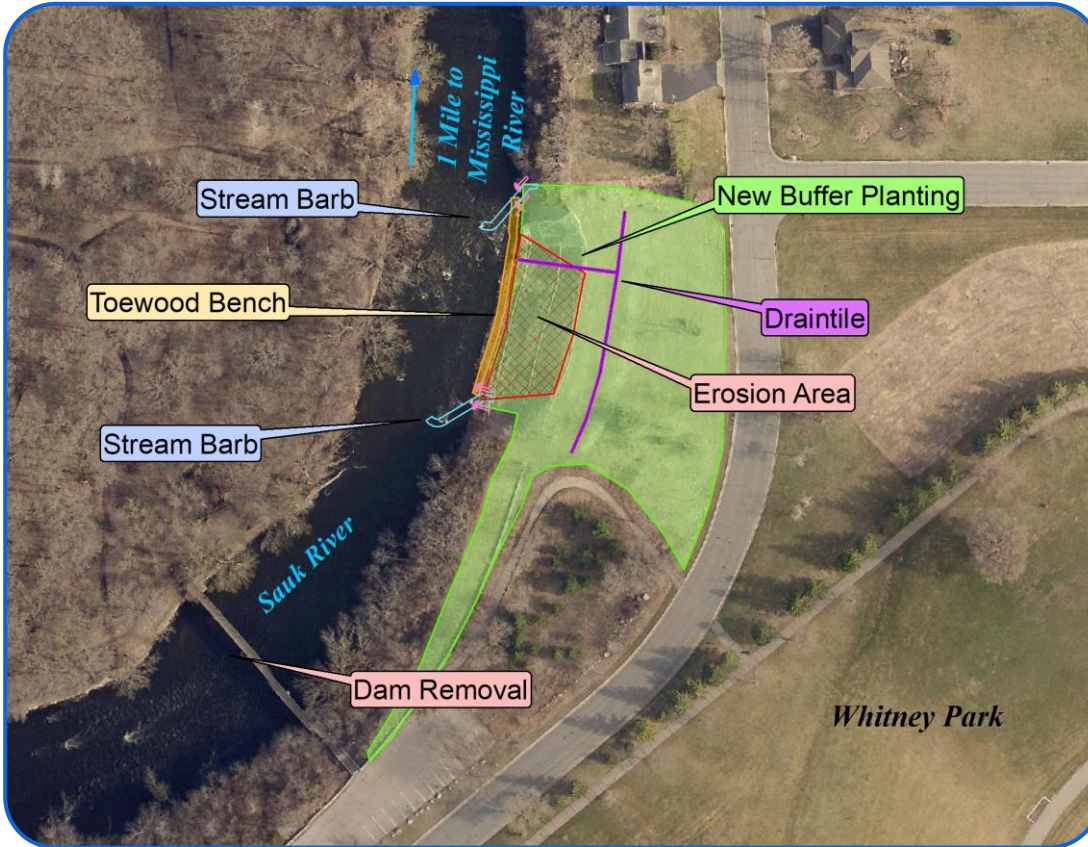 1 Mile to
Mississippi
River
Stream Barb
New Buffer Planting
Toewood Bench
Draintile
Erosion Area
Stream Barb
Sauk River
Dam Removal
Whitney Park